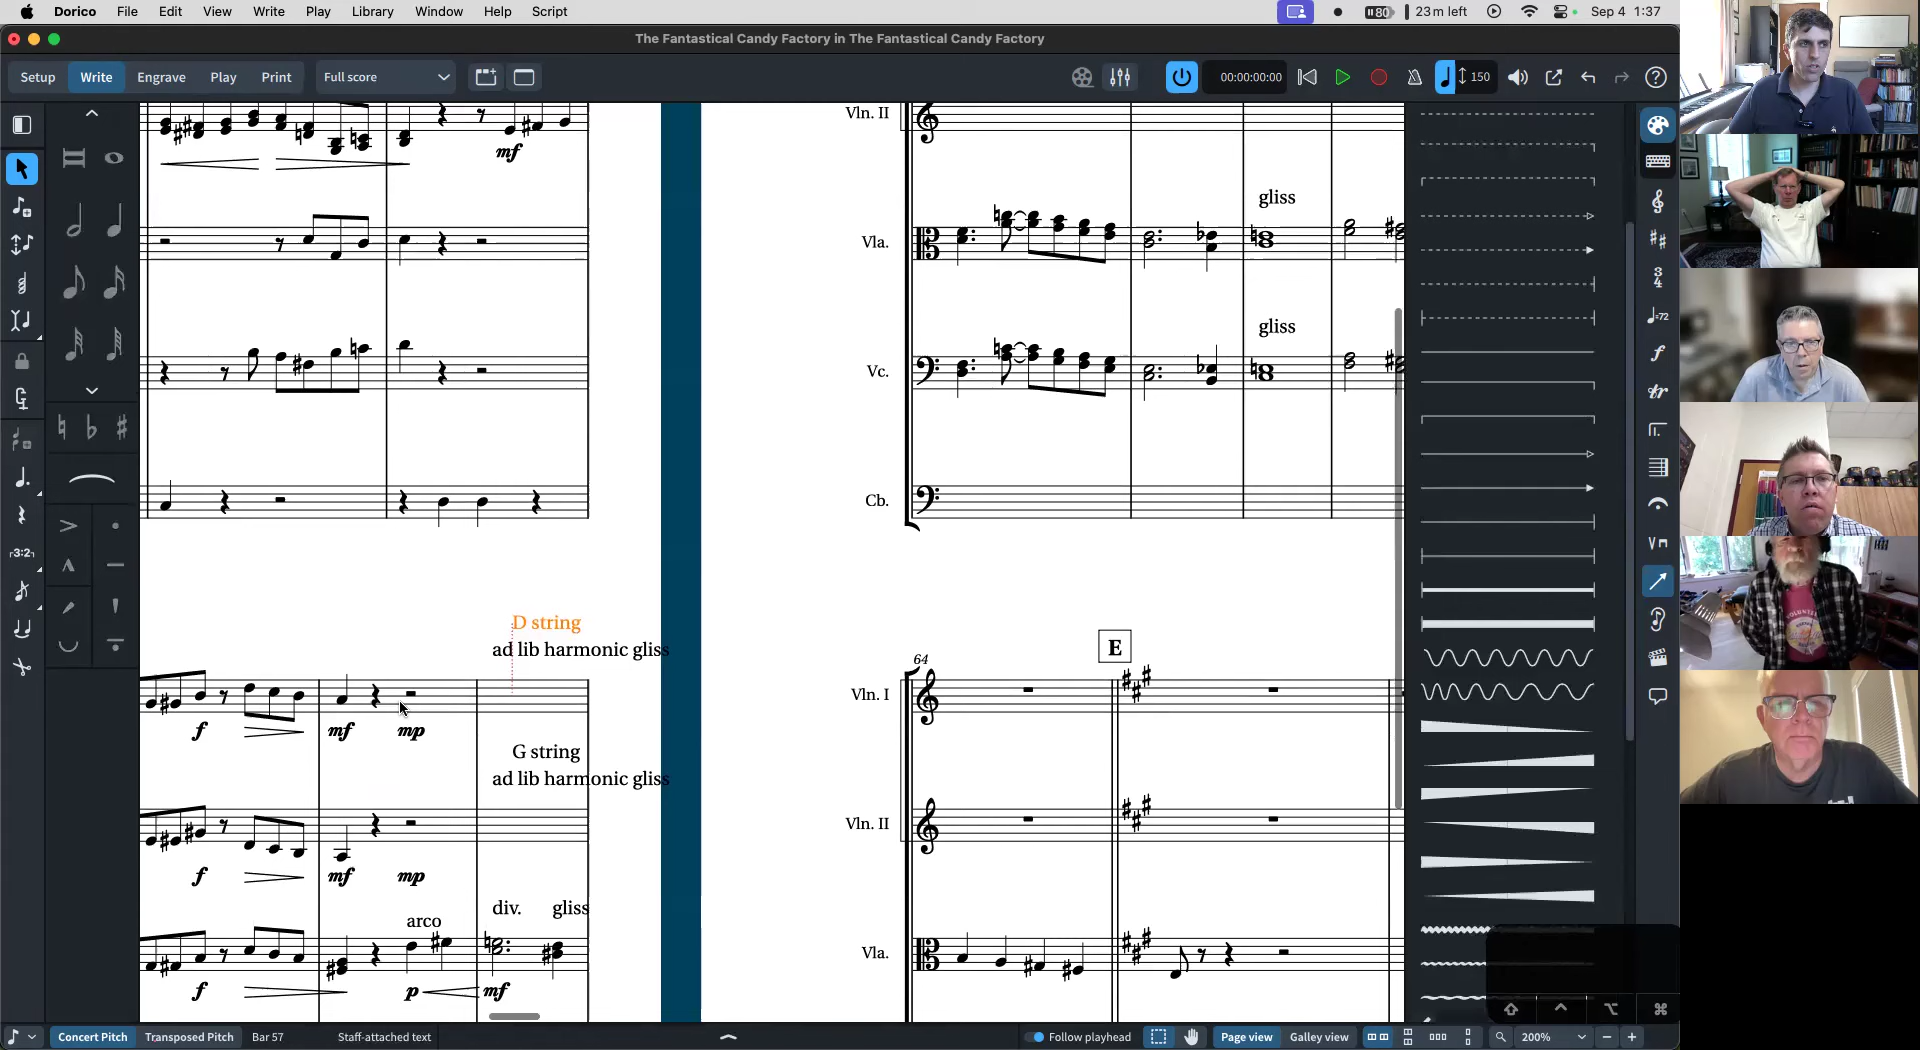 Dorico File Edit View Write Play Library Window Help Script 80 23m left Sep 4 1:37
The Fantastical Candy Factory in The Fantastical Candy Factory
Setup Write Engrave Play Print Full score 00:00:00:00 150
Vln. II
mf
gliss
Vla.
gliss
Vc.
Cb.
D string
ad lib harmonic gliss
E
64
Vln. I
f mf mp
G string
ad lib harmonic gliss
Vln. II
f mf mp
div. gliss
arco
Vla.
f p mf
3:2
=72
Concert Pitch Transposed Pitch Bar 57 Staff-attached text Follow playhead Page view Galley view 200%